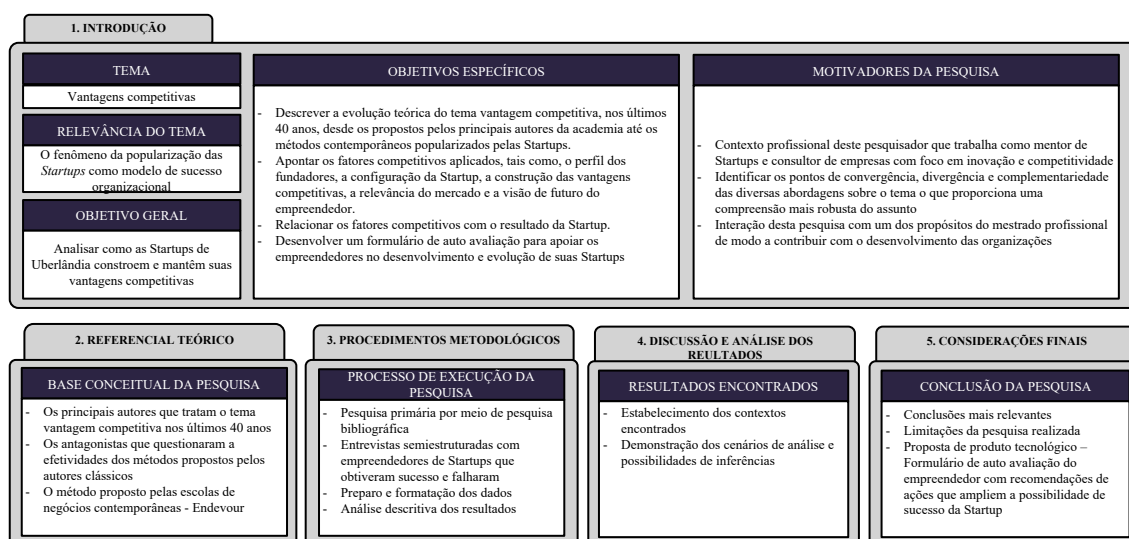 1. INTRODUÇÃO
TEMA
Vantagens competitivas
RELEVÂNCIA DO TEMA
O fenômeno da popularização das
Startups como modelo de sucesso
organizacional
OBJETIVO GERAL
Analisar como as Startups de
Uberlândia constroem e mantêm suas
vantagens competitivas
OBJETIVOS ESPECÍFICOS
- Descrever a evolução teórica do tema vantagem competitiva, nos últimos
40 anos, desde os propostos pelos principais autores da academia até os
métodos contemporâneos popularizados pelas Startups.
- Apontar os fatores competitivos aplicados, tais como, o perfil dos
fundadores, a configuração da Startup, a construção das vantagens
competitivas, a relevância do mercado e a visão de futuro do
empreendedor.
- Relacionar os fatores competitivos com o resultado da Startup.
- Desenvolver um formulário de auto avaliação para apoiar os
empreendedores no desenvolvimento e evolução de suas Startups
MOTIVADORES DA PESQUISA
- Contexto profissional deste pesquisador que trabalha como mentor de
Startups e consultor de empresas com foco em inovação e competitividade
- Identificar os pontos de convergência, divergência e complementariedade
das diversas abordagens sobre o tema o que proporciona uma
compreensão mais robusta do assunto
- Interação desta pesquisa com um dos propósitos do mestrado profissional
de modo a contribuir com o desenvolvimento das organizações
2. REFERENCIAL TEÓRICO
BASE CONCEITUAL DA PESQUISA
- Os principais autores que tratam o tema
vantagem competitiva nos últimos 40 anos
- Os antagonistas que questionaram a
efetividades dos métodos propostos pelos
autores clássicos
- O método proposto pelas escolas de
negócios contemporâneas - Endevour
3. PROCEDIMENTOS METODOLÓGICOS
PROCESSO DE EXECUÇÃO DA
PESQUISA
- Pesquisa primária por meio de pesquisa
bibliográfica
- Entrevistas semiestruturadas com
empreendedores de Startups que
obtiveram sucesso e falharam
- Preparo e formatação dos dados
- Análise descritiva dos resultados
4. DISCUSSÃO E ANÁLISE DOS
REULTADOS
RESULTADOS ENCONTRADOS
- Estabelecimento dos contextos
encontrados
- Demonstração dos cenários de análise e
possibilidades de inferências
5. CONSIDERAÇÕES FINAIS
CONCLUSÃO DA PESQUISA
- Conclusões mais relevantes
- Limitações da pesquisa realizada
- Proposta de produto tecnológico –
Formulário de auto avaliação do
empreendedor com recomendações de
ações que ampliem a possibilidade de
sucesso da Startup